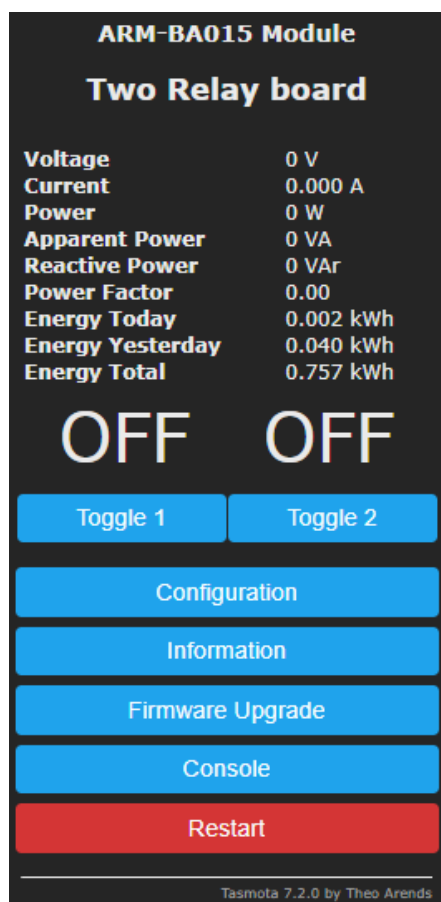 ARM-BA015 Module
Two Relay board
Voltage 0 V
Current 0.000 A
Power 0 W
Apparent Power 0 VA
Reactive Power 0 VAr
Power Factor 0.00
Energy Today 0.002 kWh
Energy Yesterday 0.040 kWh
Energy Total 0.757 kWh
OFF OFF
Toggle 1 Toggle 2
Configuration
Information
Firmware Upgrade
Console
Restart
Tasmota 7.2.0 by Theo Arends